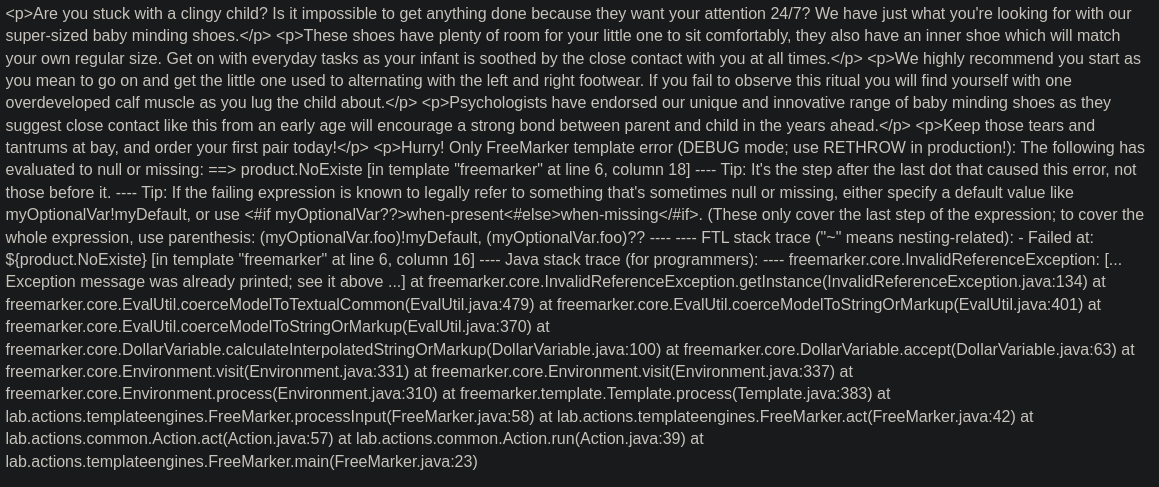 <p>Are you stuck with a clingy child? Is it impossible to get anything done because they want your attention 24/7? We have just what you're looking for with our
super-sized baby minding shoes.</p> <p>These shoes have plenty of room for your little one to sit comfortably, they also have an inner shoe which will match
your own regular size. Get on with everyday tasks as your infant is soothed by the close contact with you at all times.</p> <p>We highly recommend you start as
you mean to go on and get the little one used to alternating with the left and right footwear. If you fail to observe this ritual you will find yourself with one
overdeveloped calf muscle as you lug the child about.</p> <p>Psychologists have endorsed our unique and innovative range of baby minding shoes as they
suggest close contact like this from an early age will encourage a strong bond between parent and child in the years ahead.</p> <p>Keep those tears and
tantrums at bay, and order your first pair today!</p> <p>Hurry! Only FreeMarker template error (DEBUG mode; use RETHROW in production!): The following has
evaluated to null or missing: ==> product.NoExiste [in template "freemarker" at line 6, column 18] ---- Tip: It's the step after the last dot that caused this error, not
those before it. ---- Tip: If the failing expression is known to legally refer to something that's sometimes null or missing, either specify a default value like
myOptionalVar!myDefault, or use <#if myOptionalVar??>when-present<#else>when-missing</#if>. (These only cover the last step of the expression; to cover the
whole expression, use parenthesis: (myOptionalVar.foo)!myDefault, (myOptionalVar.foo)?? ---- ---- FTL stack trace ("~" means nesting-related): - Failed at:
${product.NoExiste} [in template "freemarker" at line 6, column 16] ---- Java stack trace (for programmers): ---- freemarker.core.InvalidReferenceException: [...
Exception message was already printed; see it above ...] at freemarker.core.InvalidReferenceException.getInstance(InvalidReferenceException.java:134) at
freemarker.core.EvalUtil.coerceModelToTextualCommon(EvalUtil.java:479) at freemarker.core.EvalUtil.coerceModelToStringOrMarkup(EvalUtil.java:401) at
freemarker.core.EvalUtil.coerceModelToStringOrMarkup(EvalUtil.java:370) at
freemarker.core.DollarVariable.calculateInterpolatedStringOrMarkup(DollarVariable.java:100) at freemarker.core.DollarVariable.accept(DollarVariable.java:63) at
freemarker.core.Environment.visit(Environment.java:331) at freemarker.core.Environment.visit(Environment.java:337) at
freemarker.core.Environment.process(Environment.java:310) at freemarker.template.Template.process(Template.java:383) at
lab.actions.templateengines.FreeMarker.processInput(FreeMarker.java:58) at lab.actions.templateengines.FreeMarker.act(FreeMarker.java:42) at
lab.actions.common.Action.act(Action.java:57) at lab.actions.common.Action.run(Action.java:39) at
lab.actions.templateengines.FreeMarker.main(FreeMarker.java:23)